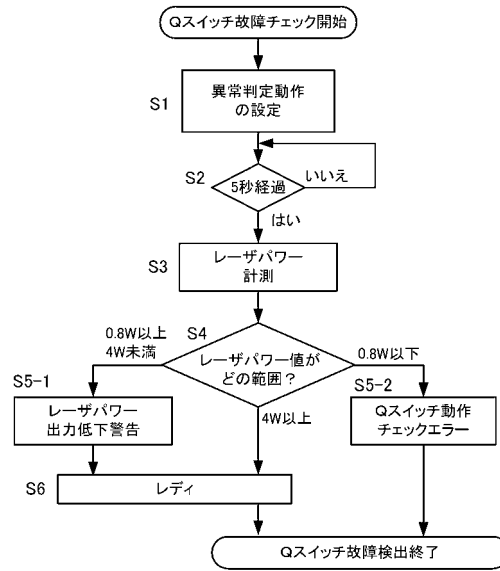 Qスイッチ故障チェック開始
S1
異常判定動作
の設定
S2
5秒経過
いいえ
はい
S3
レーザパワー
計測
0.8W以上
4W未満
S4
レーザパワー値が
どの範囲？
0.8W以下
S5-1
レーザパワー
出力低下警告
4W以上
S5-2
Qスイッチ動作
チェックエラー
S6
レディ
Qスイッチ故障検出終了